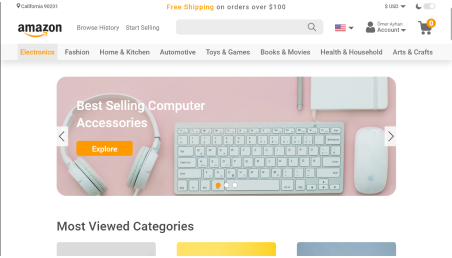 California 90201
Free Shipping on orders over $100
$ USD
amazon
Browse History
Start Selling
Ömer Ayhan
Account
0
Electronics
Fashion
Home & Kitchen
Automotive
Toys & Games
Books & Movies
Health & Household
Arts & Crafts
Best Selling Computer
Accessories
Explore
Most Viewed Categories